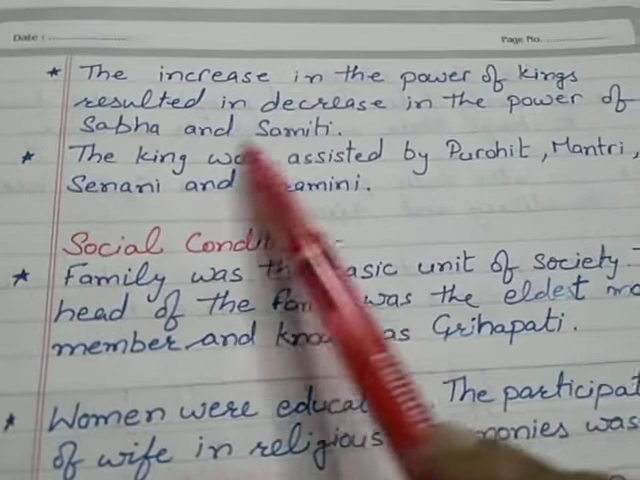 Date :
Page No.
* The increase in the power of kings
resulted in decrease in the power of
Sabha and Samiti.
* The king was assisted by Purohit, Mantri,
Senani and
Social
* Family was the basic unit of society
head of the was the eldest
member and as Grihapati.
* Women were The
of wife in religious was